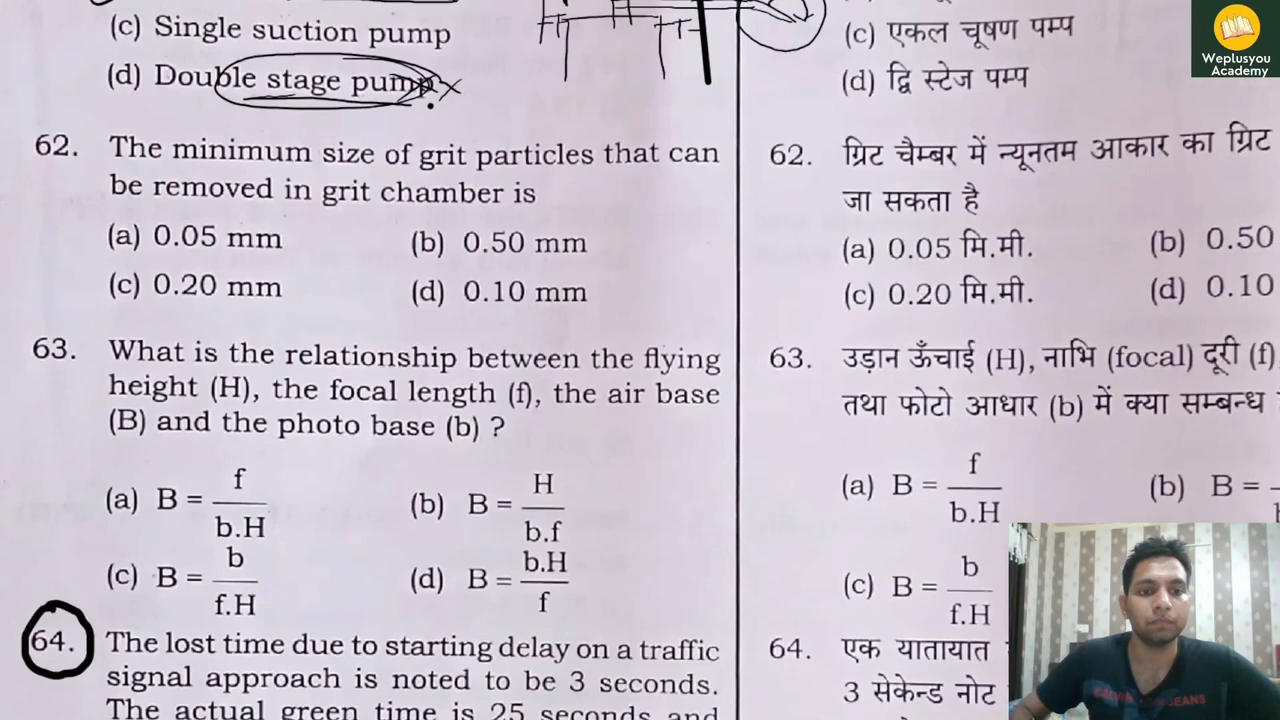 (c) Single suction pump
(d) Double stage pump
62. The minimum size of grit particles that can
be removed in grit chamber is
(a) 0.05 mm (b) 0.50 mm
(c) 0.20 mm (d) 0.10 mm
63. What is the relationship between the flying
height (H), the focal length (f), the air base
(B) and the photo base (b) ?
(a) B = f / b.H (b) B = H / b.f
(c) B = b / f.H (d) B = b.H / f
64. The lost time due to starting delay on a traffic
signal approach is noted to be 3 seconds.
The actual green time is 25 seconds and
(c) एकल चूषण पम्प
(d) द्वि स्टेज पम्प
62. ग्रिट चैम्बर में न्यूनतम आकार का ग्रिट
जा सकता है
(a) 0.05 मि.मी. (b) 0.50
(c) 0.20 मि.मी. (d) 0.10
63. उड़ान ऊँचाई (H), नाभि (focal) दूरी (f)
तथा फोटो आधार (b) में क्या सम्बन्ध
(a) B = f / b.H (b) B =
(c) B = b / f.H
64. एक यातायात
3 सेकेन्ड नोट
Weplusyou
Academy
JEANS